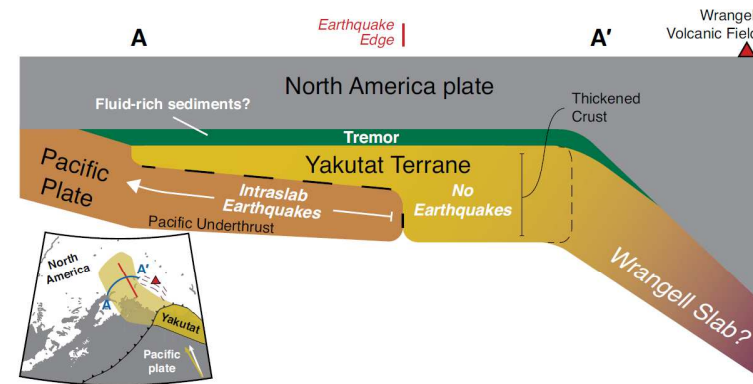 A
Earthquake
Edge
A′
Wrangell
Volcanic Field
North America plate
Thickened
Crust
Fluid-rich sediments?
Tremor
Pacific
Plate
Yakutat Terrane
Intraslab
Earthquakes
No
Earthquakes
Pacific Underthrust
Wrangell Slab?
North
America
A′
A
Yakutat
Pacific
plate